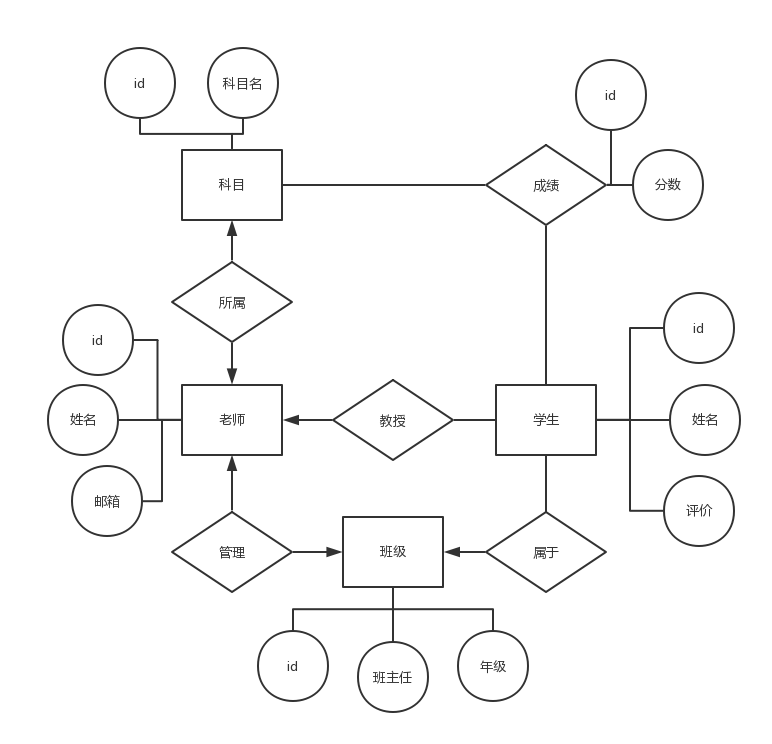 id
科目名
id
科目
成绩
分数
所属
id
id
姓名
老师
教授
学生
姓名
邮箱
评价
管理
班级
属于
id
班主任
年级